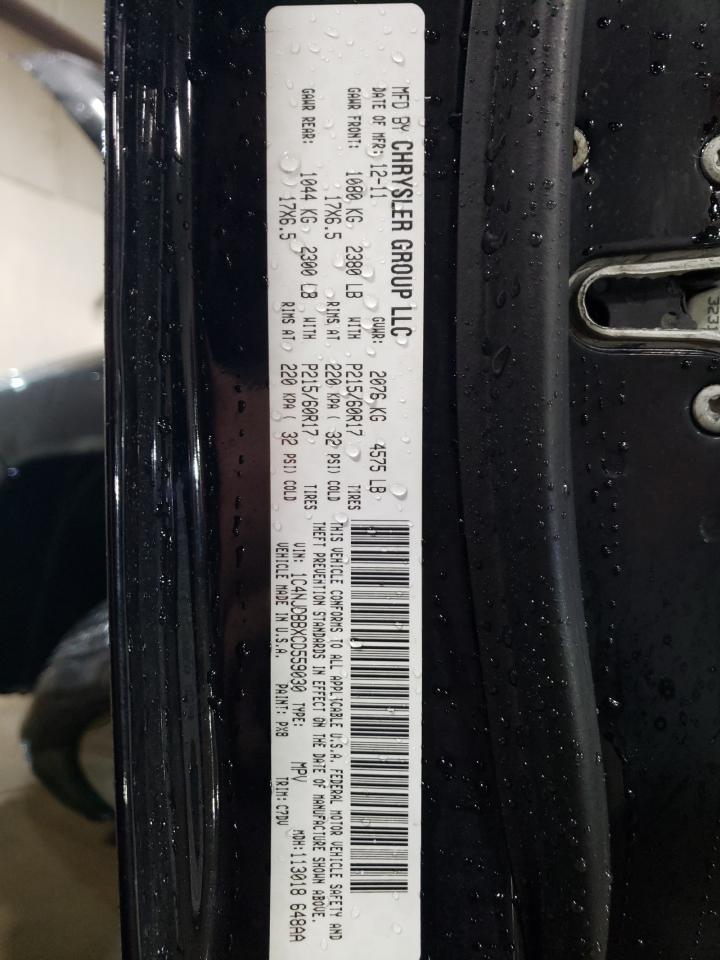 MFD BY CHRYSLER GROUP LLC
DATE OF MFR: 12-11 GVWR: 2076 KG 4575 LB
GAWR FRONT: 1080 KG 2380 LB WITH P215/60R17 TIRES
17X6.5 RIMS AT 220 KPA ( 32 PSI) COLD
GAWR REAR: 1044 KG 2300 LB WITH P215/60R17 TIRES
17X6.5 RIMS AT 220 KPA ( 32 PSI) COLD
THIS VEHICLE CONFORMS TO ALL APPLICABLE U.S.A. FEDERAL MOTOR VEHICLE SAFETY AND
THEFT PREVENTION STANDARDS IN EFFECT ON THE DATE OF MANUFACTURE SHOWN ABOVE.
VIN: 1C4NJDBBXCD559030 TYPE: MPV MDH:113018 648AA
VEHICLE MADE IN U.S.A. PAINT: PX8 TRIM:C7DV